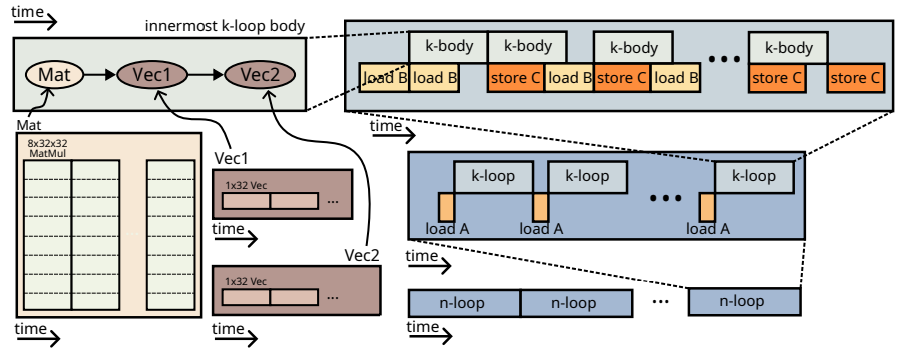 time
innermost k-loop body
Mat
Vec1
Vec2
time
k-body
k-body
k-body
k-body
load B
load B
store C
load B
store C
load B
store C
store C
Mat
8x32x32
MatMul
time
Vec1
1x32 Vec
...
time
Vec2
1x32 Vec
...
time
time
k-loop
k-loop
k-loop
load A
load A
load A
time
n-loop
n-loop
...
n-loop
time